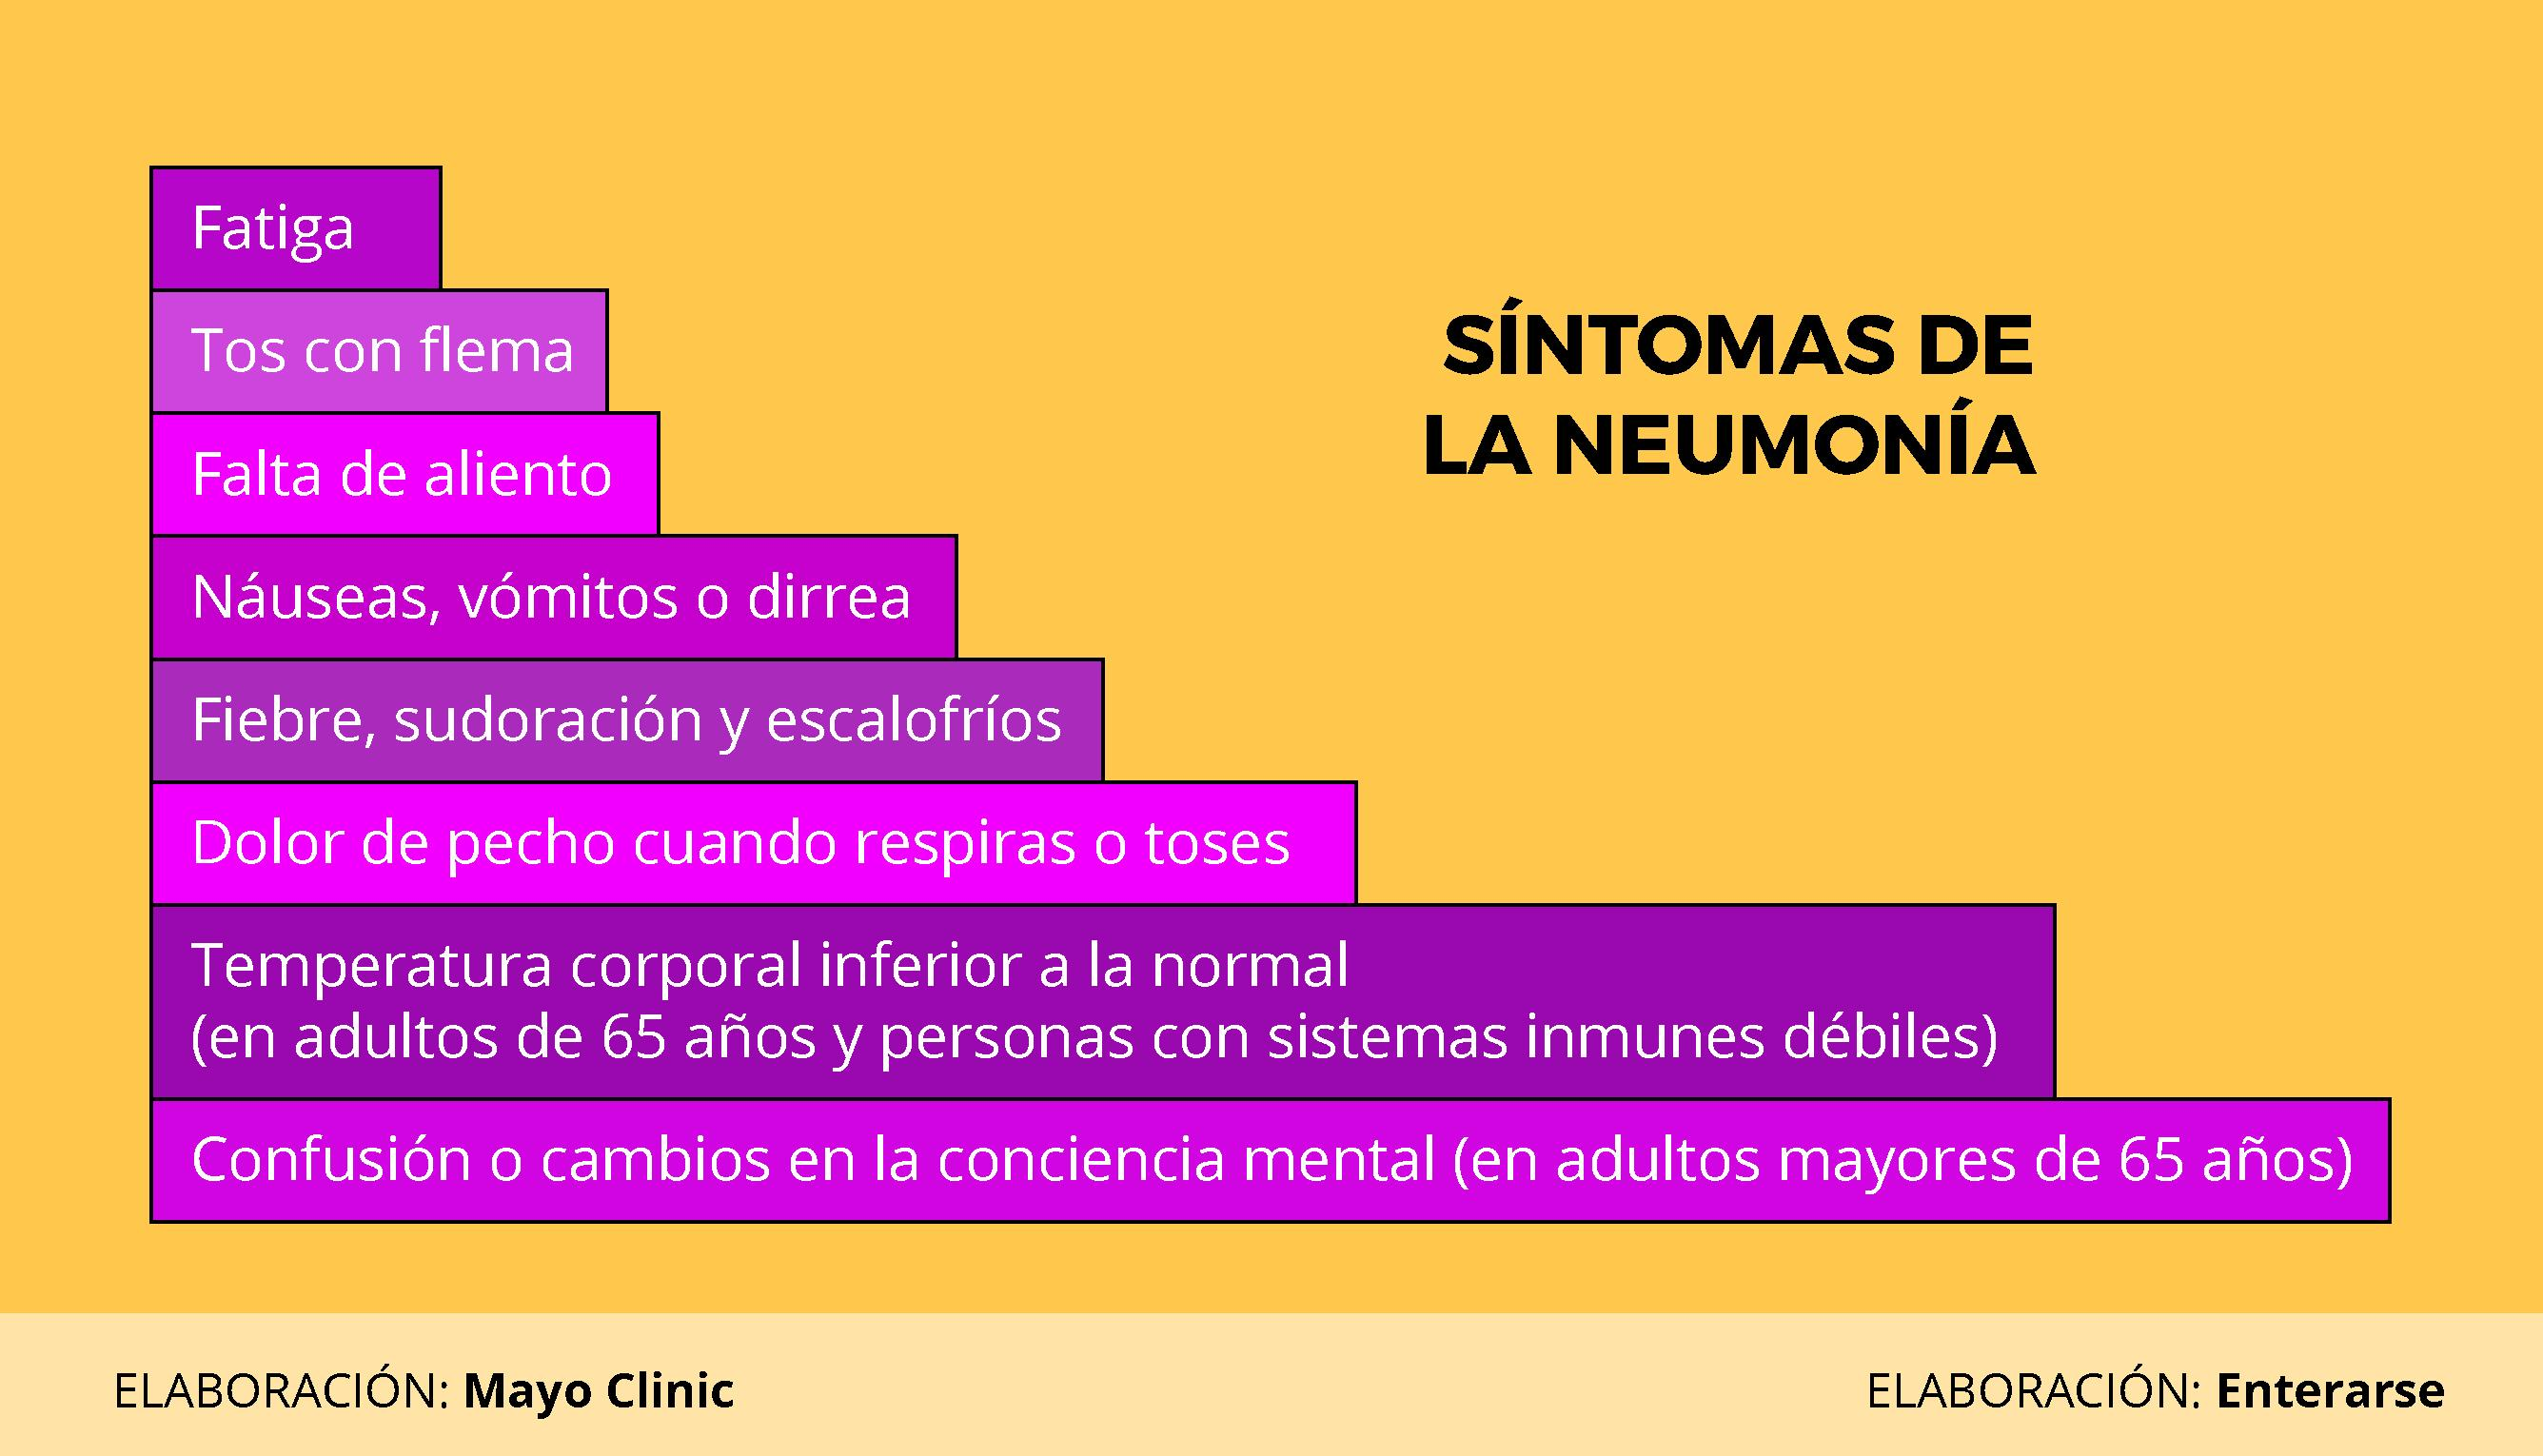 Fatiga
Tos con flema
Falta de aliento
Náuseas, vómitos o dirrea
Fiebre, sudoración y escalofríos
Dolor de pecho cuando respiras o toses
Temperatura corporal inferior a la normal
(en adultos de 65 años y personas con sistemas inmunes débiles)
Confusión o cambios en la conciencia mental (en adultos mayores de 65 años)
SÍNTOMAS DE
LA NEUMONÍA
ELABORACIÓN: Mayo Clinic
ELABORACIÓN: Enterarse